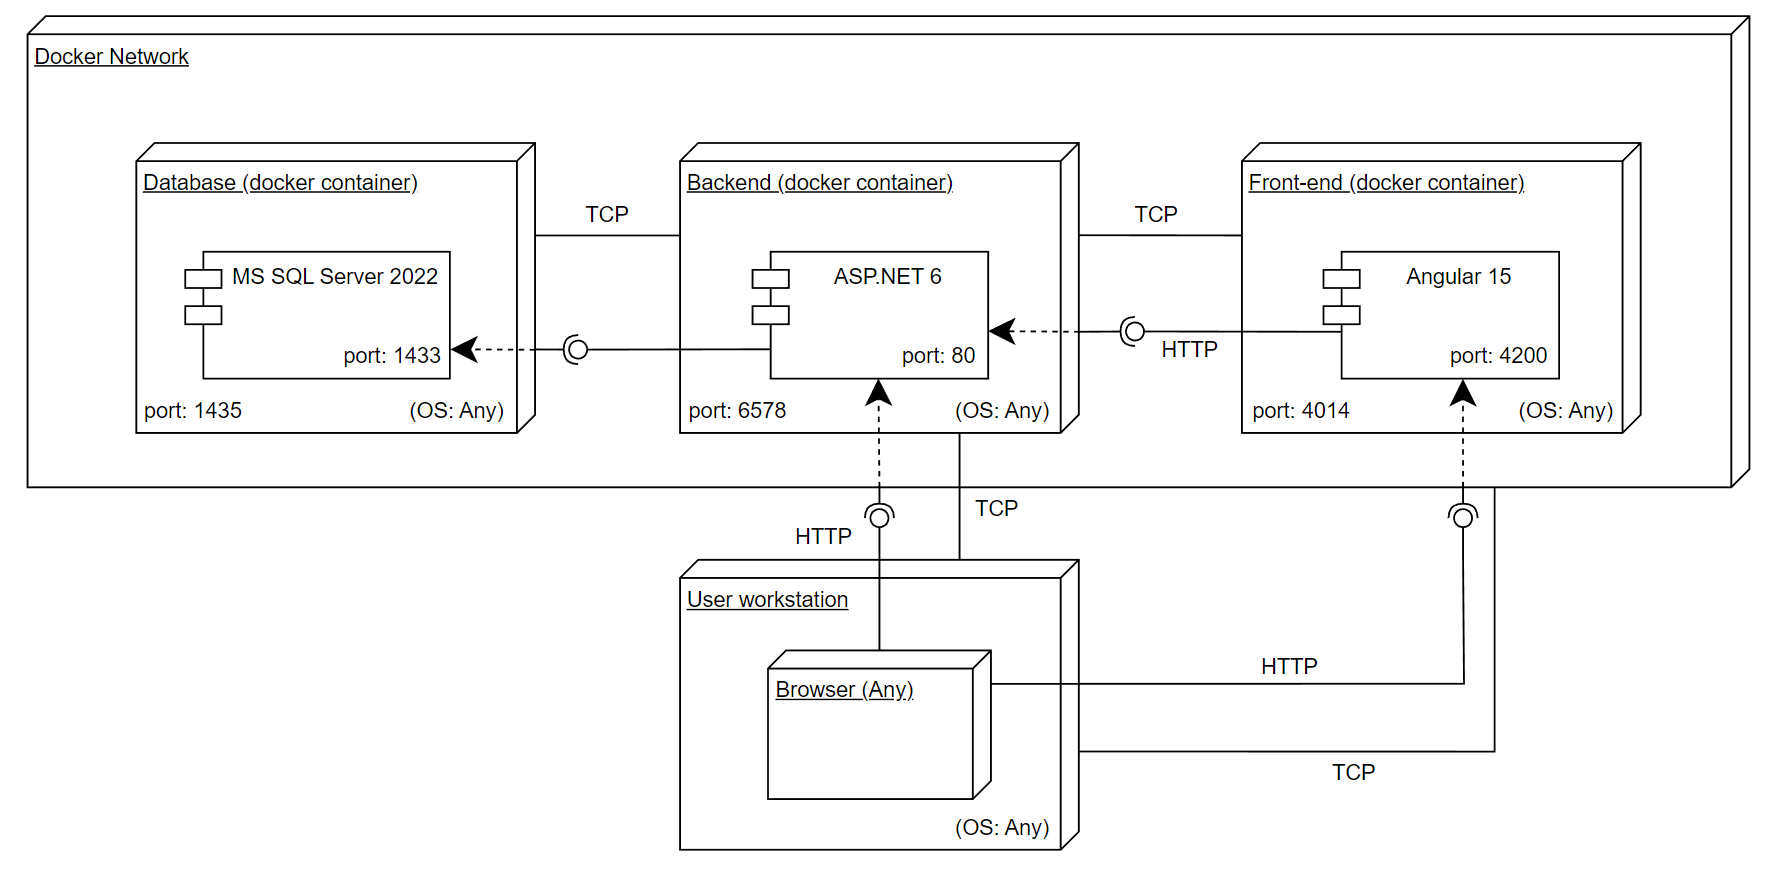 Docker Network
Database (docker container)
Backend (docker container)
Front-end (docker container)
TCP
TCP
MS SQL Server 2022
ASP.NET 6
Angular 15
HTTP
port: 1433
port: 80
port: 4200
port: 1435
(OS: Any)
port: 6578
(OS: Any)
port: 4014
(OS: Any)
TCP
HTTP
User workstation
HTTP
Browser (Any)
TCP
(OS: Any)